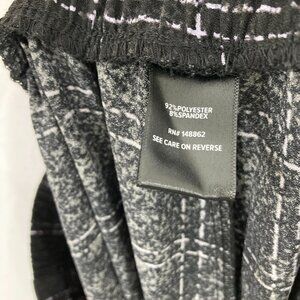 92%POLYESTER
8%SPANDEX
RN# 148862
SEE CARE ON REVERSE